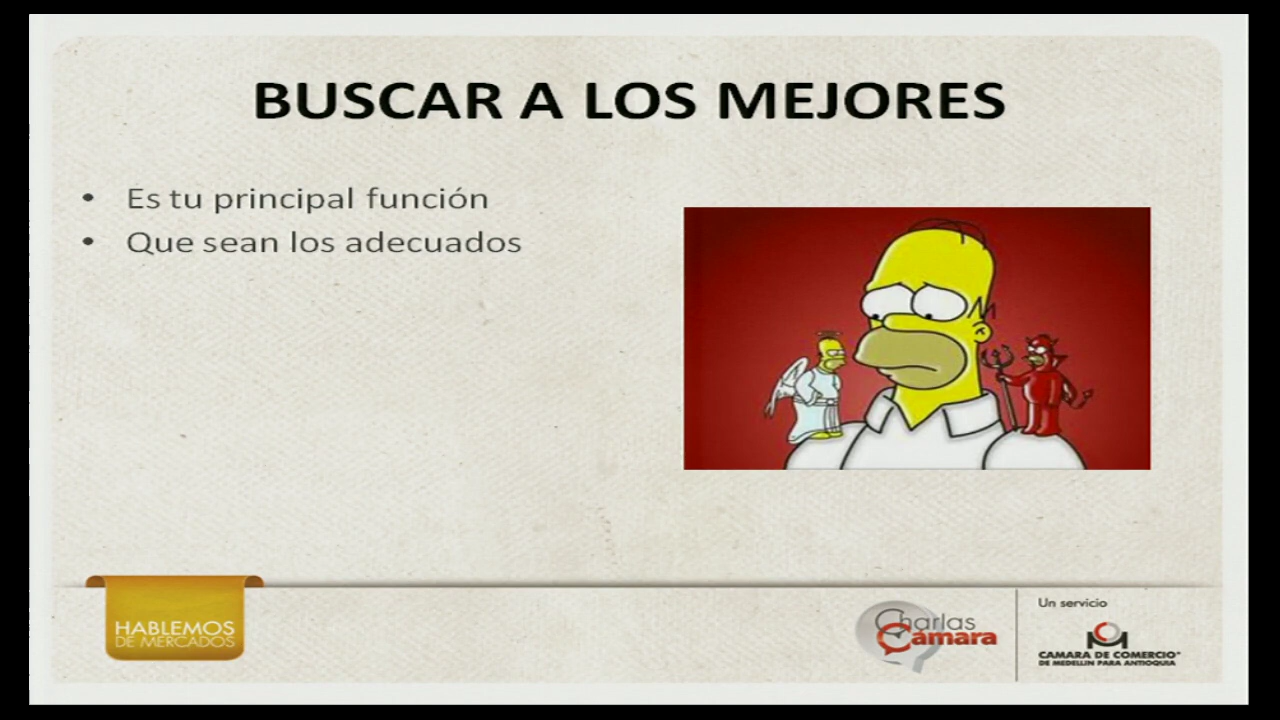 BUSCAR A LOS MEJORES
• Es tu principal función
• Que sean los adecuados
HABLEMOS
DE MERCADOS
Charlas
Cámara
Un servicio
CAMARA DE COMERCIO
DE MEDELLIN PARA ANTIOQUIA